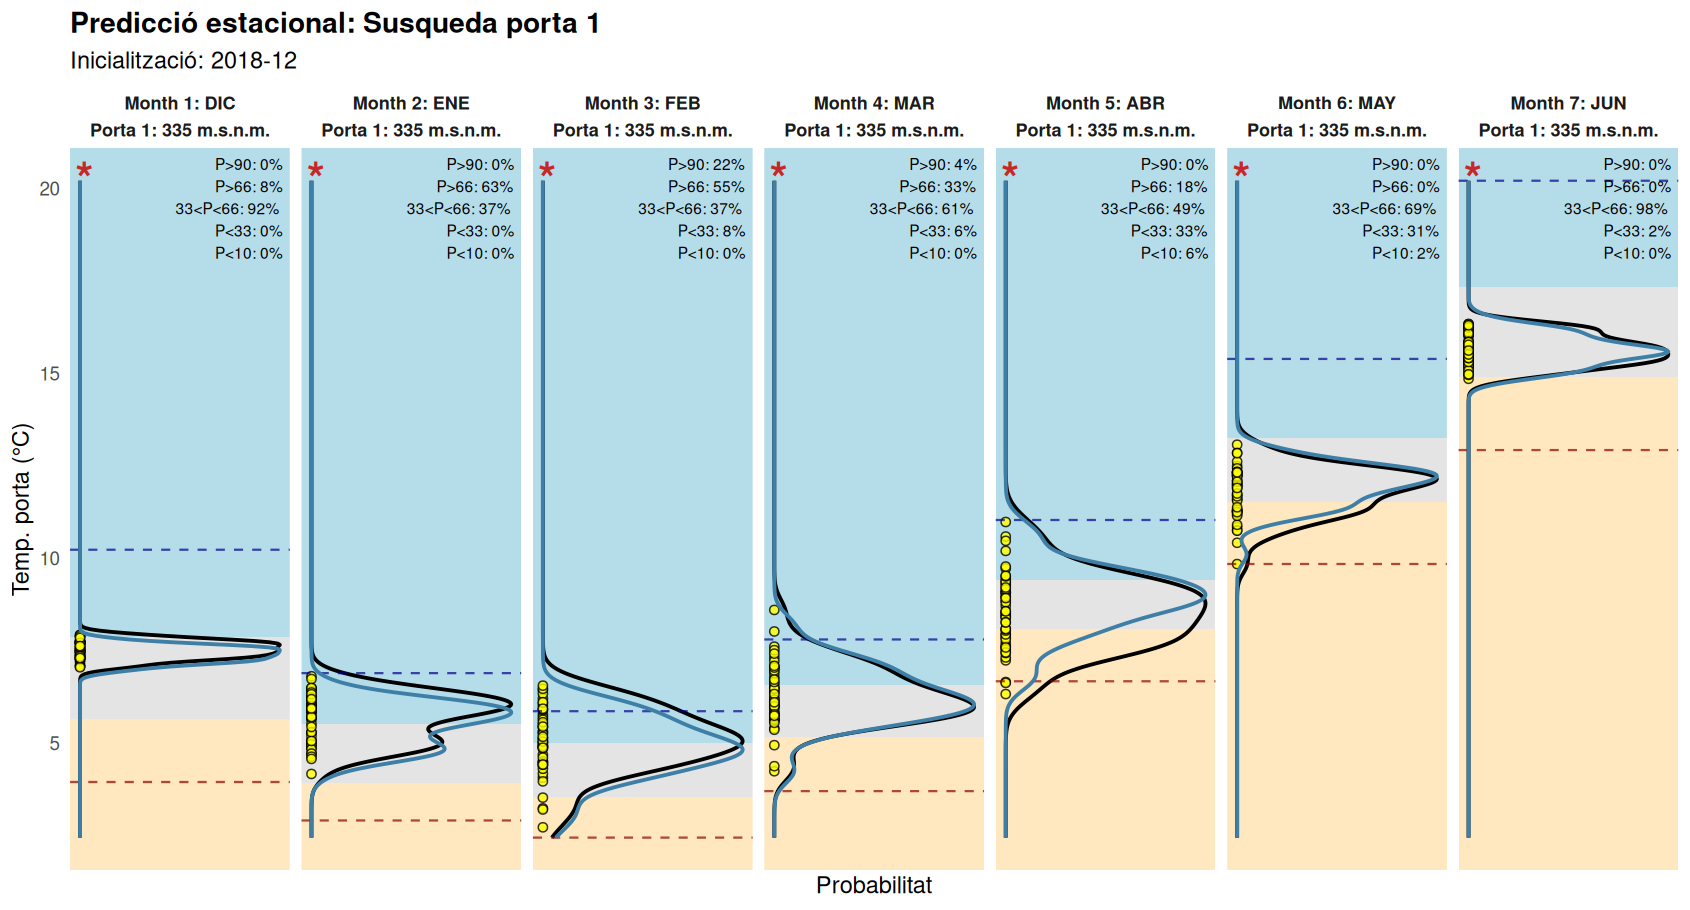 Predicció estacional: Susqueda porta 1
Inicialització: 2018-12
Month 1: DIC
Porta 1: 335 m.s.n.m.
Month 2: ENE
Porta 1: 335 m.s.n.m.
Month 3: FEB
Porta 1: 335 m.s.n.m.
Month 4: MAR
Porta 1: 335 m.s.n.m.
Month 5: ABR
Porta 1: 335 m.s.n.m.
Month 6: MAY
Porta 1: 335 m.s.n.m.
Month 7: JUN
Porta 1: 335 m.s.n.m.
*
P>90: 0%
P>66: 8%
33<P<66: 92%
P<33: 0%
P<10: 0%
*
P>90: 0%
P>66: 63%
33<P<66: 37%
P<33: 0%
P<10: 0%
*
P>90: 22%
P>66: 55%
33<P<66: 37%
P<33: 8%
P<10: 0%
*
P>90: 4%
P>66: 33%
33<P<66: 61%
P<33: 6%
P<10: 0%
*
P>90: 0%
P>66: 18%
33<P<66: 49%
P<33: 33%
P<10: 6%
*
P>90: 0%
P>66: 0%
33<P<66: 69%
P<33: 31%
P<10: 2%
*
P>90: 0%
P>66: 0%
33<P<66: 98%
P<33: 2%
P<10: 0%
20
15
10
5
Temp. porta (°C)
Probabilitat